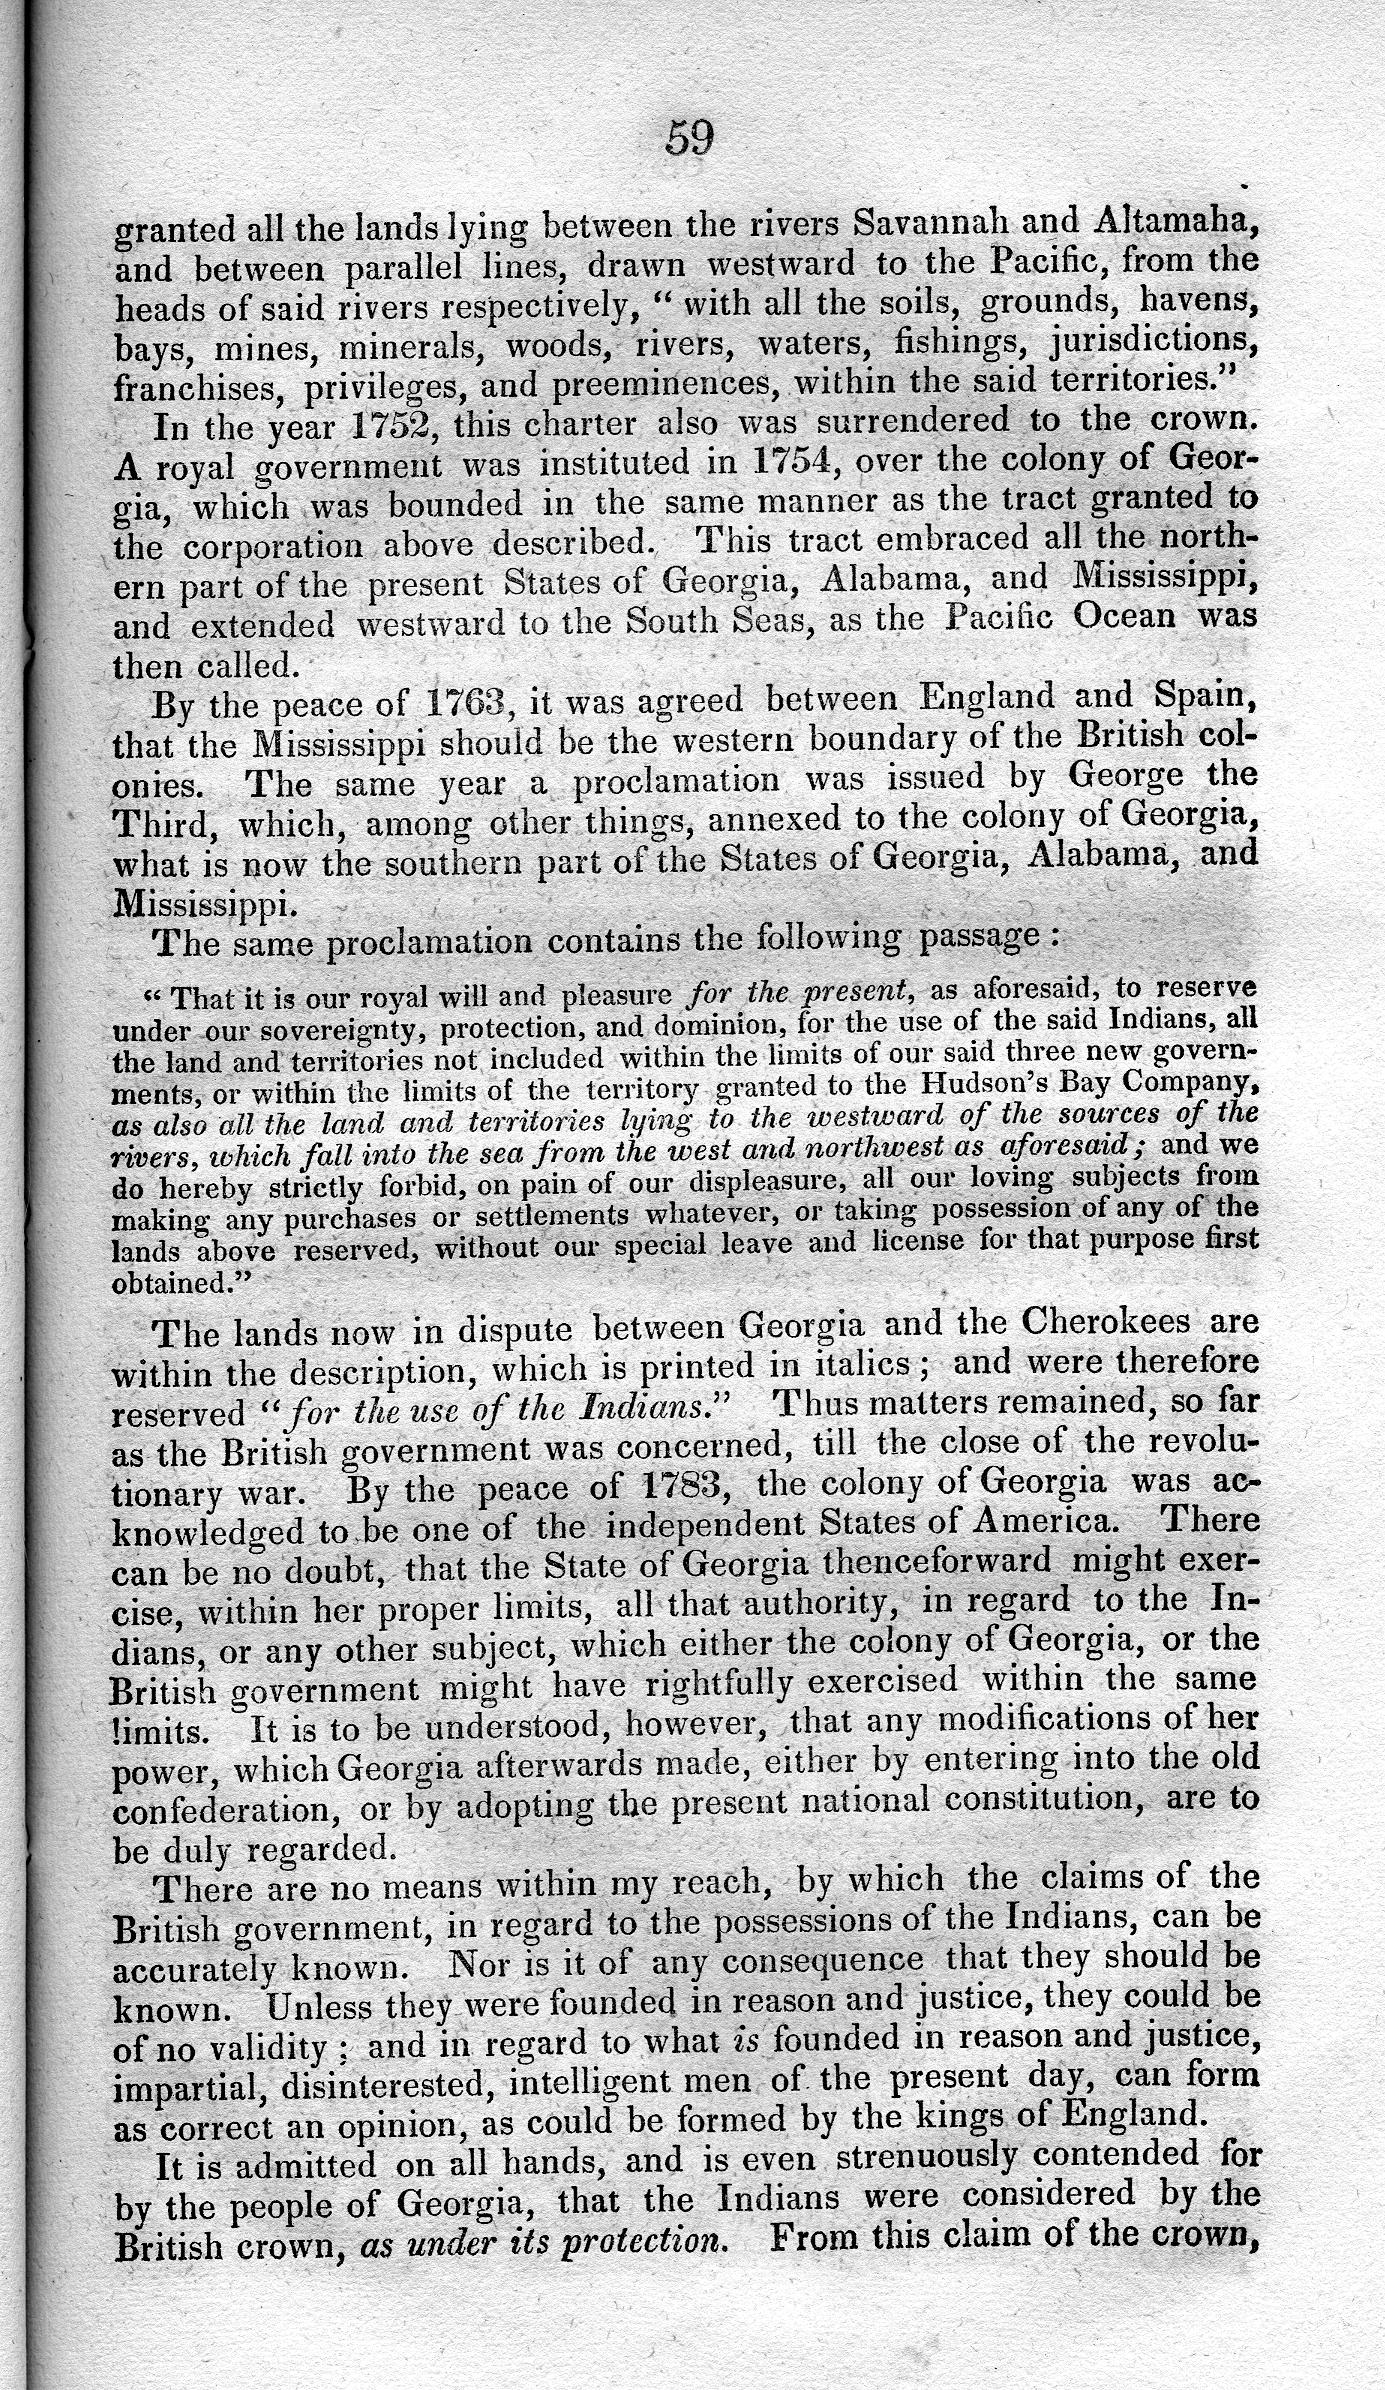 59
granted all the lands lying between the rivers Savannah and Altamaha,
and between parallel lines, drawn westward to the Pacific, from the
heads of said rivers respectively, “ with all the soils, grounds, havens,
bays, mines, minerals, woods, rivers, waters, fishings, jurisdictions,
franchises, privileges, and preeminences, within the said territories.”
In the year 1752, this charter also was surrendered to the crown.
A royal government was instituted in 1754, over the colony of Geor-
gia, which was bounded in the same manner as the tract granted to
the corporation above described. This tract embraced all the north-
ern part of the present States of Georgia, Alabama, and Mississippi,
and extended westward to the South Seas, as the Pacific Ocean was
then called.
By the peace of 1763, it was agreed between England and Spain,
that the Mississippi should be the western boundary of the British col-
onies. The same year a proclamation was issued by George the
Third, which, among other things, annexed to the colony of Georgia,
what is now the southern part of the States of Georgia, Alabama, and
Mississippi.
The same proclamation contains the following passage :
“ That it is our royal will and pleasure for the present, as aforesaid, to reserve
under our sovereignty, protection, and dominion, for the use of the said Indians, all
the land and territories not included within the limits of our said three new govern-
ments, or within the limits of the territory granted to the Hudson’s Bay Company,
as also all the land and territories lying to the westward of the sources of the
rivers, which fall into the sea from the west and northwest as aforesaid ; and we
do hereby strictly forbid, on pain of our displeasure, all our loving subjects from
making any purchases or settlements whatever, or taking possession of any of the
lands above reserved, without our special leave and license for that purpose first
obtained.”
The lands now in dispute between Georgia and the Cherokees are
within the description, which is printed in italics ; and were therefore
reserved “ for the use of the Indians.” Thus matters remained, so far
as the British government was concerned, till the close of the revolu-
tionary war. By the peace of 1783, the colony of Georgia was ac-
knowledged to be one of the independent States of America. There
can be no doubt, that the State of Georgia thenceforward might exer-
cise, within her proper limits, all that authority, in regard to the In-
dians, or any other subject, which either the colony of Georgia, or the
British government might have rightfully exercised within the same
limits. It is to be understood, however, that any modifications of her
power, which Georgia afterwards made, either by entering into the old
confederation, or by adopting the present national constitution, are to
be duly regarded.
There are no means within my reach, by which the claims of the
British government, in regard to the possessions of the Indians, can be
accurately known. Nor is it of any consequence that they should be
known. Unless they were founded in reason and justice, they could be
of no validity ; and in regard to what is founded in reason and justice,
impartial, disinterested, intelligent men of the present day, can form
as correct an opinion, as could be formed by the kings of England.
It is admitted on all hands, and is even strenuously contended for
by the people of Georgia, that the Indians were considered by the
British crown, as under its protection. From this claim of the crown,